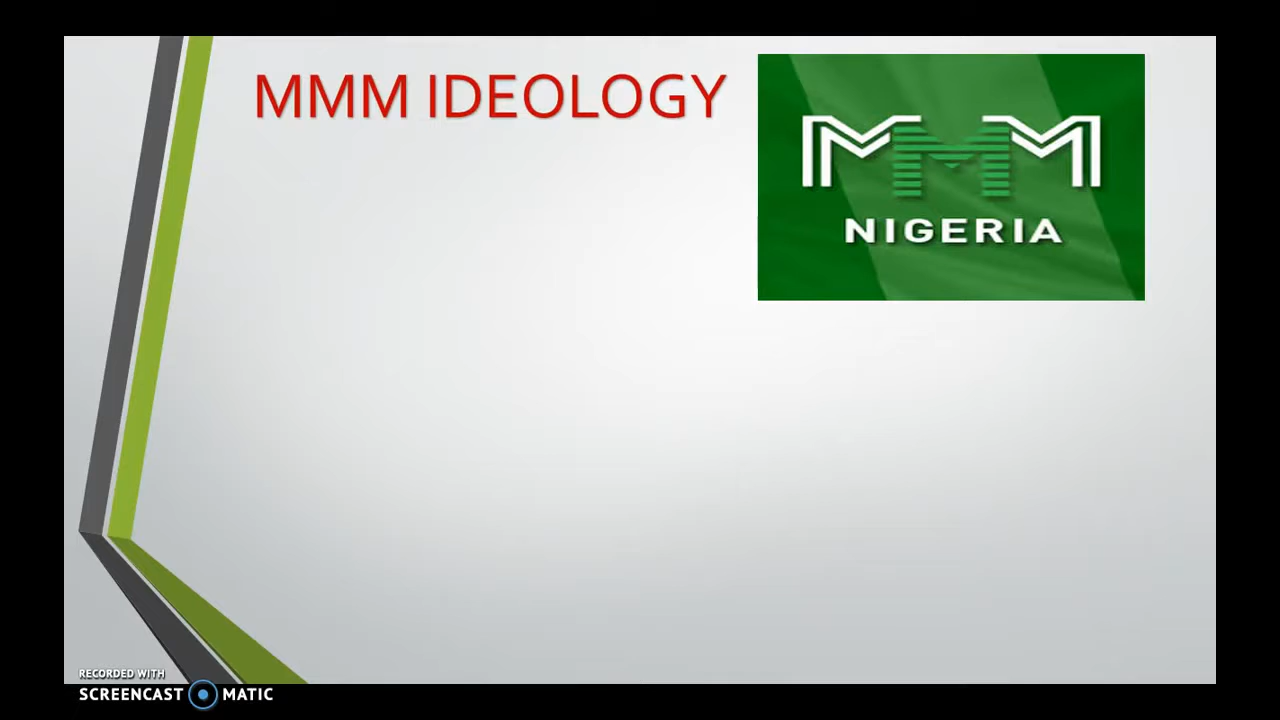 MMM IDEOLOGY
MMM
NIGERIA
RECORDED WITH
SCREENCAST MATIC